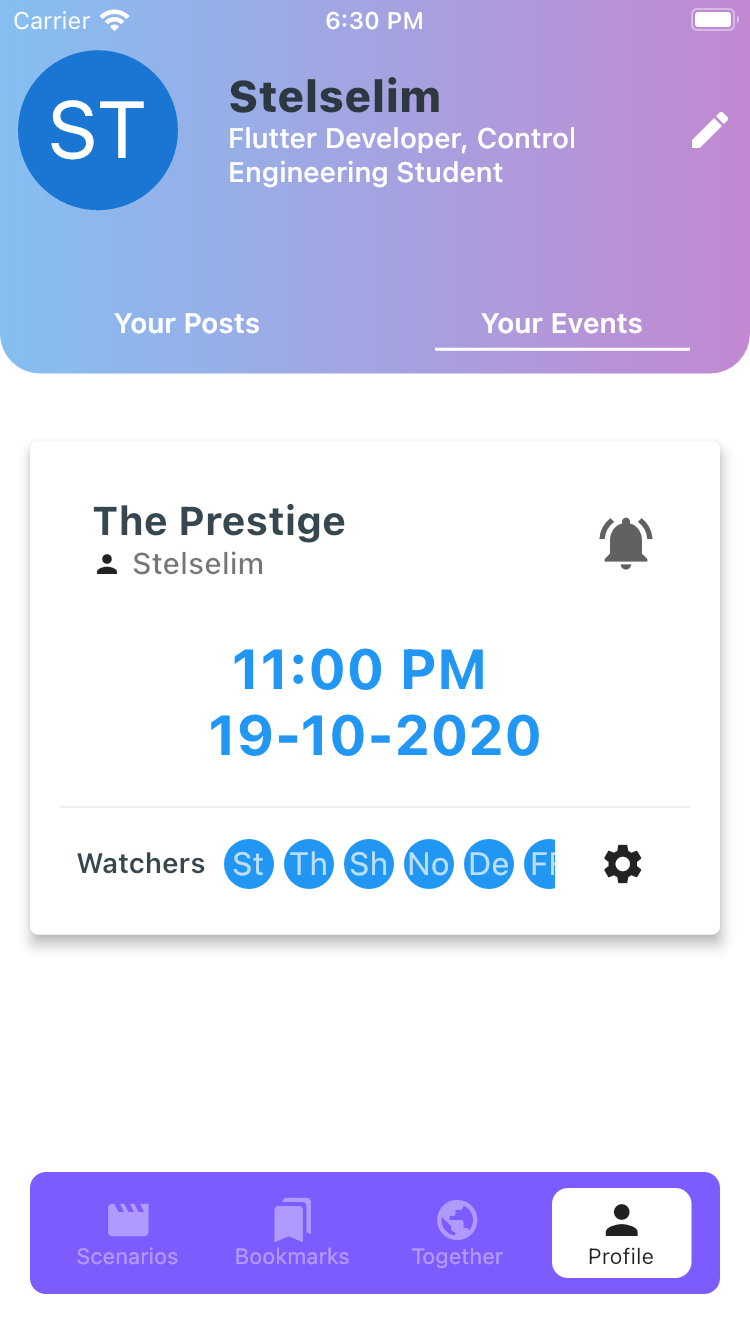 Carrier 6:30 PM
ST
Stelselim
Flutter Developer, Control
Engineering Student
Your Posts Your Events
The Prestige
Stelselim
11:00 PM
19-10-2020
Watchers St Th Sh No De
Scenarios Bookmarks Together Profile